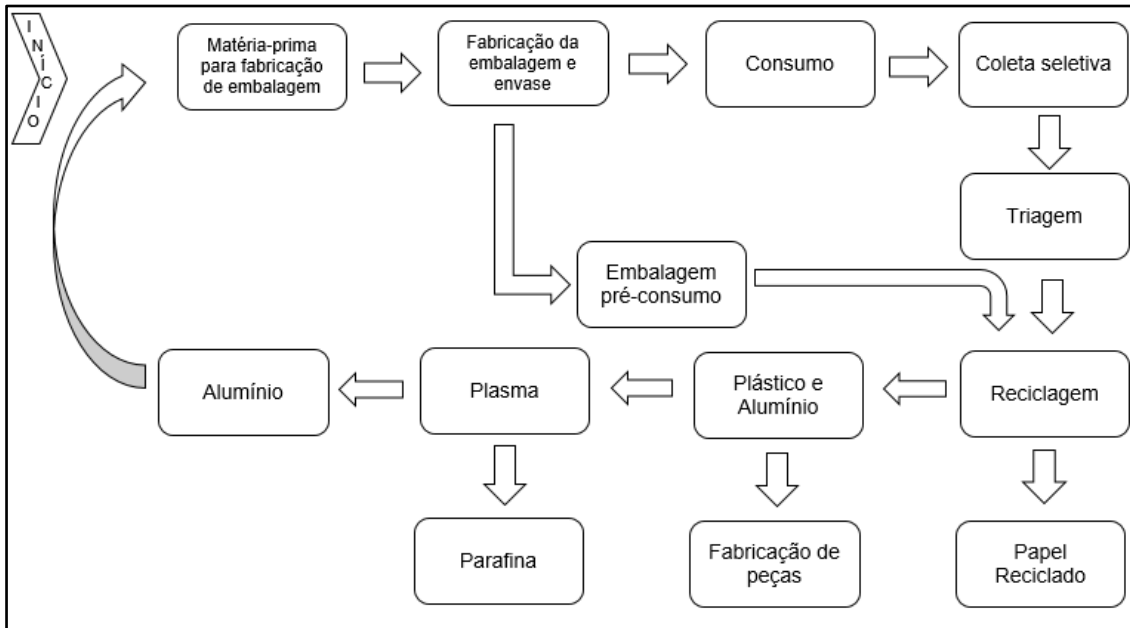 INÍCIO
Matéria-prima
para fabricação
de embalagem
Fabricação da
embalagem e
envase
Consumo
Coleta seletiva
Triagem
Embalagem
pré-consumo
Alumínio
Plasma
Plástico e
Alumínio
Reciclagem
Parafina
Fabricação de
peças
Papel
Reciclado